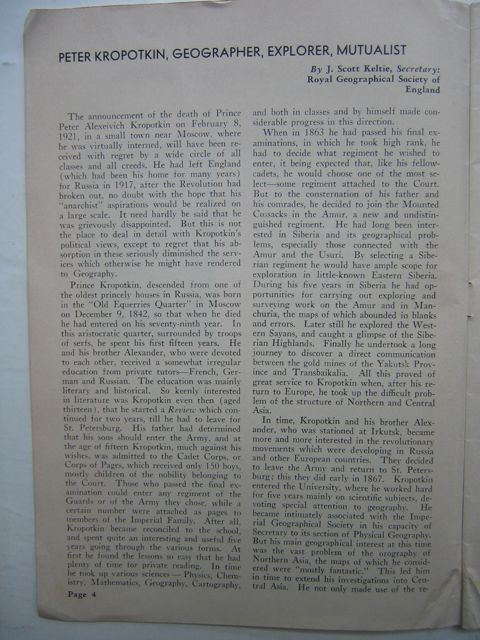 PETER KROPOTKIN, GEOGRAPHER, EXPLORER, MUTUALIST
By J. Scott Keltie, Secretary:
Royal Geographical Society of
England
The announcement of the death of Prince
Peter Alexeivich Kropotkin on February 8,
1921, in a small town near Moscow, where
he was virtually interned, will have been re-
ceived with regret by a wide circle of all
classes and all creeds. He had left England
(which had been his home for many years)
for Russia in 1917, after the Revolution had
broken out, no doubt with the hope that his
"anarchist" aspirations would be realized on
a large scale. It need hardly be said that he
was grievously disappointed. But this is not
the place to deal in detail with Kropotkin's
political views, except to regret that his ab-
sorption in these seriously diminished the serv-
ices which otherwise he might have rendered
to Geography.
Prince Kropotkin, descended from one of
the oldest princely houses in Russia, was born
in the "Old Equerries Quarter" in Moscow
on December 9, 1842, so that when he died
he had entered on his seventy-ninth year. In
this aristocratic quarter, surrounded by troops
of serfs, he spent his first fifteen years. He
and his brother Alexander, who were devoted
to each other, received a somewhat irregular
education from private tutors—French, Ger-
man and Russian. The education was mainly
literary and historical. So keenly interested
in literature was Kropotkin even then (aged
thirteen), that he started a Review which con-
tinued for two years, till he had to leave for
St. Petersburg. His father had determined
that his sons should enter the Army, and at
the age of fifteen Kropotkin, much against his
wishes, was admitted to the Cadet Corps, or
Corps of Pages, which received only 150 boys,
mostly children of the nobility belonging to
the Court. Those who passed the final ex-
amination could enter any regiment of the
Guards or of the Army they chose, while a
certain number were attached as pages to
members of the Imperial Family. After all,
Kropotkin became reconciled to the school,
and spent quite an interesting and useful five
years going through the various forms. At
first he found the lessons so easy that he had
plenty of time for private reading. In time
he took up various sciences — Physics, Chem-
istry, Mathematics, Geography, Cartography,
Page 4
and both in classes and by himself made con-
siderable progress in this direction.
When in 1863 he had passed his final ex-
aminations, in which he took high rank, he
had to decide what regiment he wished to
enter, it being expected that, like his fellow-
cadets, he would choose one of the most se-
lect—some regiment attached to the Court.
But to the consternation of his father and
his comrades, he decided to join the Mounted
Cossacks in the Amur, a new and undistin-
guished regiment. He had long been inter-
ested in Siberia and its geographical prob-
lems, especially those connected with the
Amur and the Usuri. By selecting a Sibe-
rian regiment he would have ample scope for
exploration in little-known Eastern Siberia.
During his five years in Siberia he had op-
portunities for carrying out exploring and
surveying work on the Amur and in Man-
churia, the maps of which abounded in blanks
and errors. Later still he explored the West-
ern Sayans, and caught a glimpse of the Sibe-
rian Highlands. Finally he undertook a long
journey to discover a direct communication
between the gold mines of the Yakutsk Prov-
ince and Transbaikalia. All this proved of
great service to Kropotkin when, after his re-
turn to Europe, he took up the difficult prob-
lem of the structure of Northern and Central
Asia.
In time, Kropotkin and his brother Alex-
ander, who was stationed at Irkutsk, became
more and more interested in the revolutionary
movements which were developing in Russia
and other European countries. They decided
to leave the Army and return to St. Peters-
burg; this they did early in 1867. Kropotkin
entered the University, where he worked hard
for five years mainly on scientific subjects, de-
voting special attention to geography. He
became intimately associated with the Impe-
rial Geographical Society in his capacity of
Secretary to its section of Physical Geography.
But his main geographical interest at this time
was the vast problem of the orography of
Northern Asia, the maps of which he consid-
ered were "mostly fantastic." This led him
in time to extend his investigations into Cen-
tral Asia. He not only made use of the re-